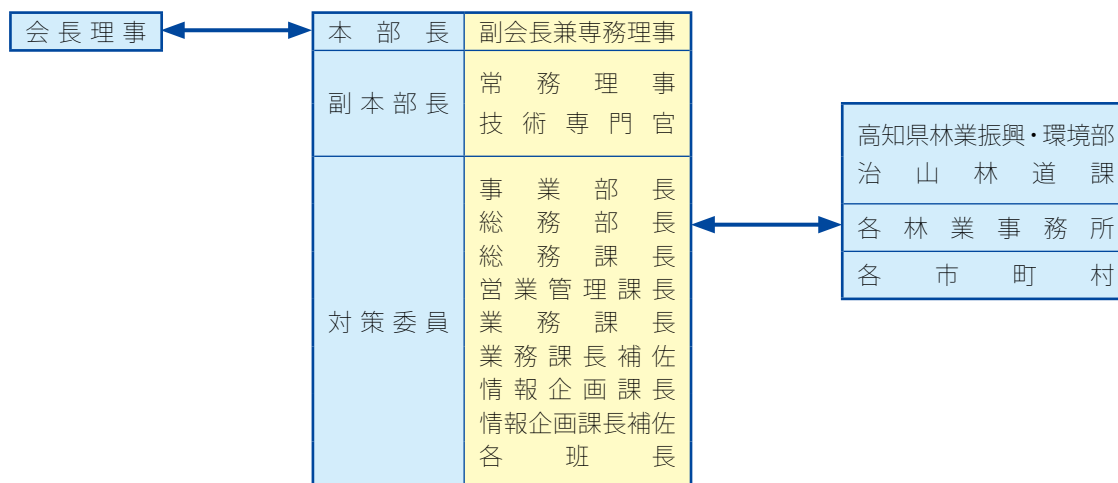 会長理事
本部長 副会長兼専務理事
副本部長
常務理事
技術専門官
対策委員
事業部長
総務部長
総務課長
営業管理課長
業務課長
業務課長補佐
情報企画課長
情報企画課長補佐
各班長
高知県林業振興・環境部
治山林道課
各林業事務所
各市町村